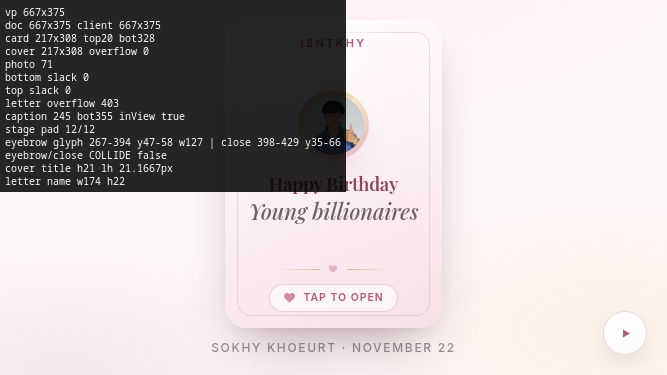 vp 667x375
doc 667x375 client 667x375
card 217x308 top20 bot328
cover 217x308 overflow 0
photo 71
bottom slack 0
top slack 0
letter overflow 403
caption 245 bot355 inView true
stage pad 12/12
eyebrow glyph 267-394 y47-58 w127 | close 398-429 y35-66
eyebrow/close COLLIDE false
cover title h21 lh 21.1667px
letter name w174 h22
ISNTKHY
Happy Birthday
Young billionaires
TAP TO OPEN
SOKHY KHOEURT · NOVEMBER 22